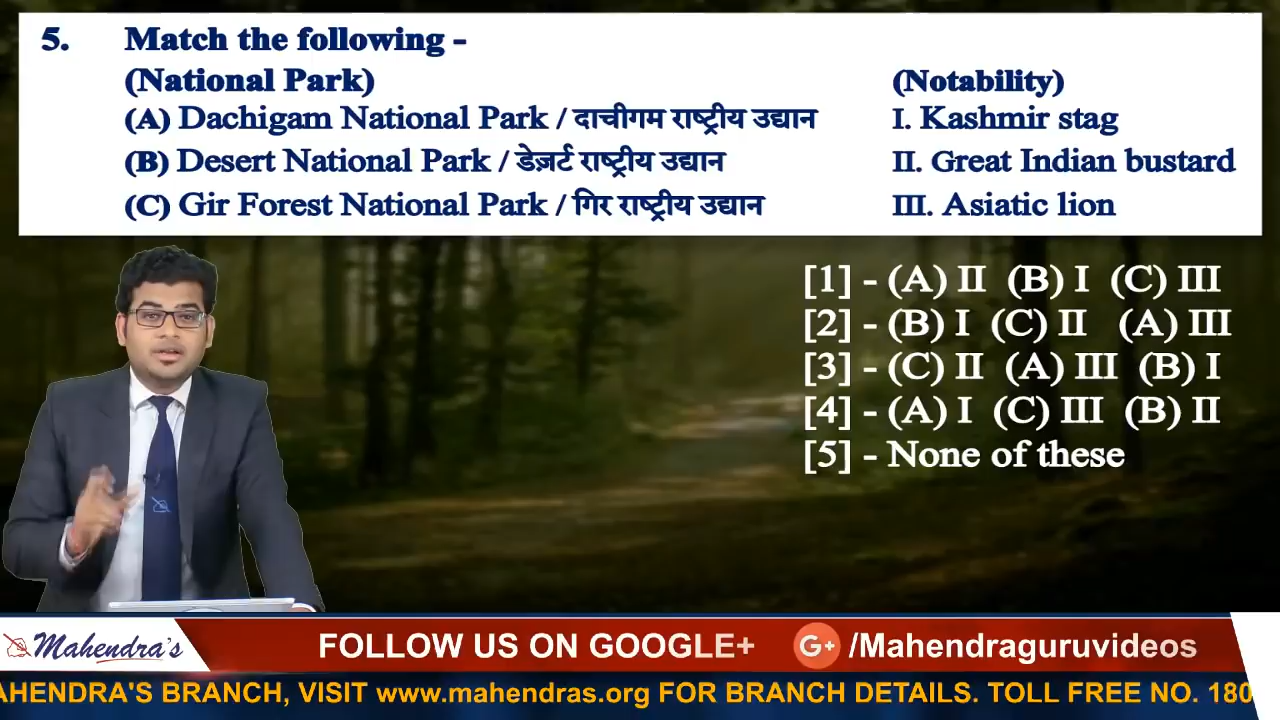 5. Match the following -
(National Park) (Notability)
(A) Dachigam National Park / दाचीगम राष्ट्रीय उद्यान I. Kashmir stag
(B) Desert National Park / डेज़र्ट राष्ट्रीय उद्यान II. Great Indian bustard
(C) Gir Forest National Park / गिर राष्ट्रीय उद्यान III. Asiatic lion
[1] - (A) II (B) I (C) III
[2] - (B) I (C) II (A) III
[3] - (C) II (A) III (B) I
[4] - (A) I (C) III (B) II
[5] - None of these
Mahendra's FOLLOW US ON GOOGLE+ G+ /Mahendraguruvideos
AHENDRA'S BRANCH, VISIT www.mahendras.org FOR BRANCH DETAILS. TOLL FREE NO. 180